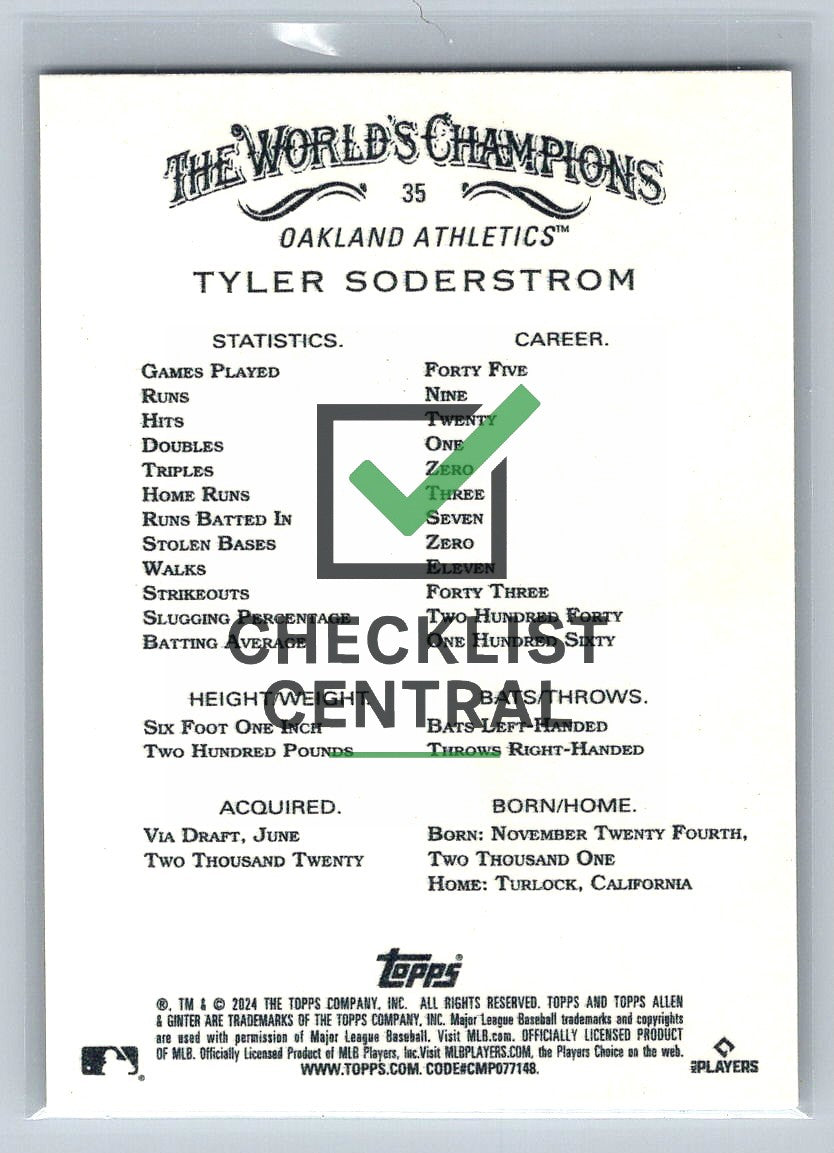 THE WORLD'S CHAMPIONS
35
OAKLAND ATHLETICS™
TYLER SODERSTROM
STATISTICS. CAREER.
GAMES PLAYED FORTY FIVE
RUNS NINE
HITS TWENTY
DOUBLES ONE
TRIPLES ZERO
HOME RUNS THREE
RUNS BATTED IN SEVEN
STOLEN BASES ZERO
WALKS ELEVEN
STRIKEOUTS FORTY THREE
SLUGGING PERCENTAGE TWO HUNDRED FORTY
BATTING AVERAGE ONE HUNDRED SIXTY
CHECKLIST
CENTRAL
HEIGHT/WEIGHT. BATS/THROWS.
SIX FOOT ONE INCH BATS LEFT-HANDED
TWO HUNDRED POUNDS THROWS RIGHT-HANDED
ACQUIRED. BORN/HOME.
VIA DRAFT, JUNE BORN: NOVEMBER TWENTY FOURTH,
TWO THOUSAND TWENTY TWO THOUSAND ONE
HOME: TURLOCK, CALIFORNIA
topps®
®, TM & © 2024 THE TOPPS COMPANY, INC. ALL RIGHTS RESERVED. TOPPS AND TOPPS ALLEN
& GINTER ARE TRADEMARKS OF THE TOPPS COMPANY, INC. Major League Baseball trademarks and copyrights
are used with permission of Major League Baseball. Visit MLB.com. OFFICIALLY LICENSED PRODUCT
OF MLB. Officially Licensed Product of MLB Players, Inc.Visit MLBPLAYERS.COM, the Players Choice on the web.
WWW.TOPPS.COM. CODE#CMP077148.
MLB PLAYERS